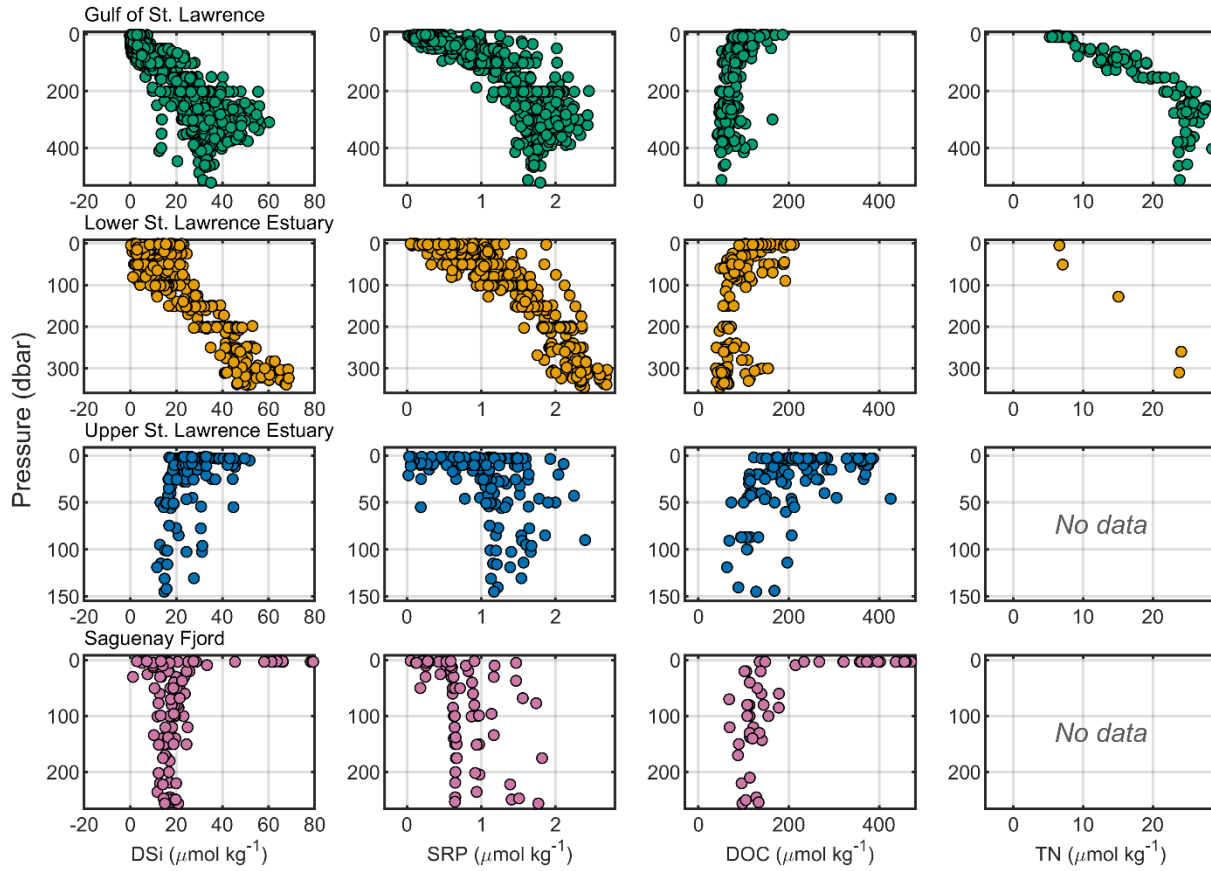 Gulf of St. Lawrence
0
200
400
-20 0 20 40 60 80
0 1 2
0 200 400
0 10 20
Lower St. Lawrence Estuary
0
100
200
300
-20 0 20 40 60 80
0 1 2
0 200 400
0 10 20
Pressure (dbar)
Upper St. Lawrence Estuary
0
50
100
150
-20 0 20 40 60 80
0 1 2
0 200 400
0 10 20
No data
Saguenay Fjord
0
100
200
-20 0 20 40 60 80
0 1 2
0 200 400
0 10 20
No data
DSi (μmol kg⁻¹)
SRP (μmol kg⁻¹)
DOC (μmol kg⁻¹)
TN (μmol kg⁻¹)